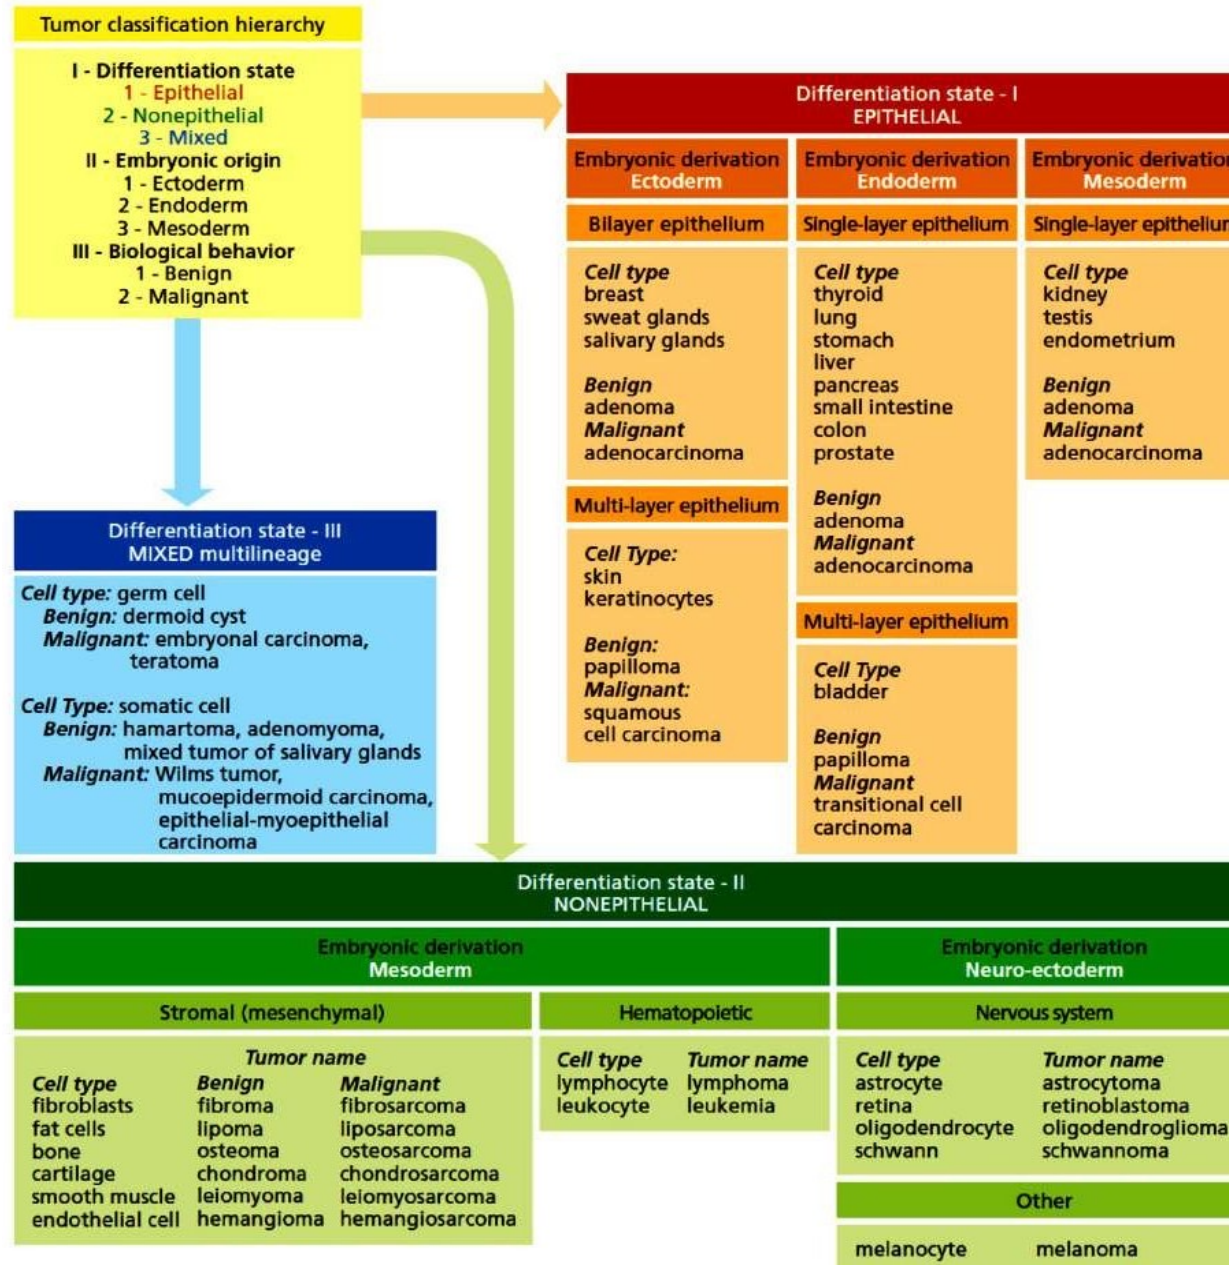 Tumor classification hierarchy
I - Differentiation state
1 - Epithelial
2 - Nonepithelial
3 - Mixed
II - Embryonic origin
1 - Ectoderm
2 - Endoderm
3 - Mesoderm
III - Biological behavior
1 - Benign
2 - Malignant
Differentiation state - I
EPITHELIAL
Embryonic derivation
Ectoderm
Bilayer epithelium
Cell type
breast
sweat glands
salivary glands
Benign
adenoma
Malignant
adenocarcinoma
Multi-layer epithelium
Cell Type:
skin
keratinocytes
Benign:
papilloma
Malignant:
squamous
cell carcinoma
Embryonic derivation
Endoderm
Single-layer epithelium
Cell type
thyroid
lung
stomach
liver
pancreas
small intestine
colon
prostate
Benign
adenoma
Malignant
adenocarcinoma
Multi-layer epithelium
Cell Type
bladder
Benign
papilloma
Malignant
transitional cell
carcinoma
Embryonic derivation
Mesoderm
Single-layer epithelium
Cell type
kidney
testis
endometrium
Benign
adenoma
Malignant
adenocarcinoma
Differentiation state - III
MIXED multilineage
Cell type: germ cell
Benign: dermoid cyst
Malignant: embryonal carcinoma,
teratoma
Cell Type: somatic cell
Benign: hamartoma, adenomyoma,
mixed tumor of salivary glands
Malignant: Wilms tumor,
mucoepidermoid carcinoma,
epithelial-myoepithelial
carcinoma
Differentiation state - II
NONEPITHELIAL
Embryonic derivation
Mesoderm
Stromal (mesenchymal)
Tumor name
Cell type Benign Malignant
fibroblasts fibroma fibrosarcoma
fat cells lipoma liposarcoma
bone osteoma osteosarcoma
cartilage chondroma chondrosarcoma
smooth muscle leiomyoma leiomyosarcoma
endothelial cell hemangioma hemangiosarcoma
Hematopoietic
Cell type Tumor name
lymphocyte lymphoma
leukocyte leukemia
Embryonic derivation
Neuro-ectoderm
Nervous system
Cell type Tumor name
astrocyte astrocytoma
retina retinoblastoma
oligodendrocyte oligodendroglioma
schwann schwannoma
Other
melanocyte melanoma